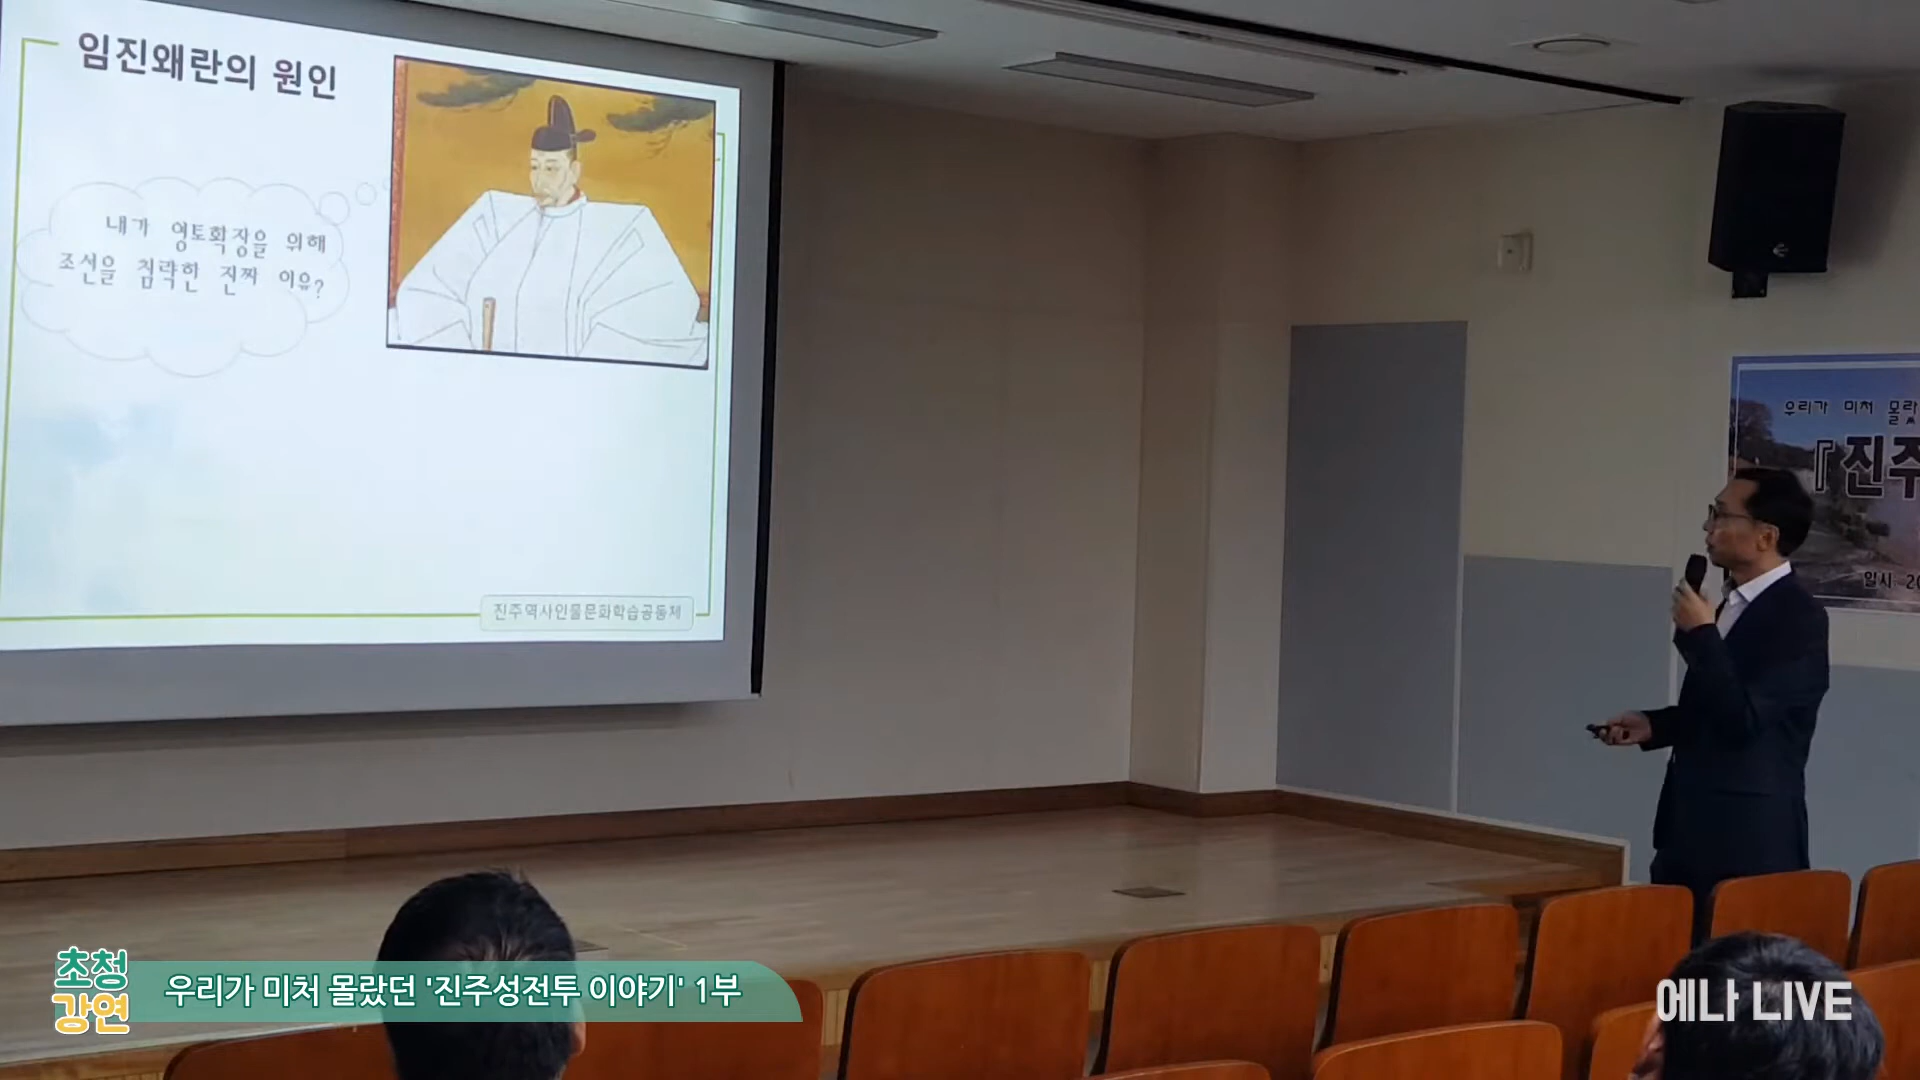 임진왜란의 원인
내가 영토확장을 위해
조선을 침략한 진짜 이유?
진주역사인물문화학습공동체
우리가 미처 몰랐
『진주
일시: 20
초청
강연
우리가 미처 몰랐던 '진주성전투 이야기' 1부
에나 LIVE